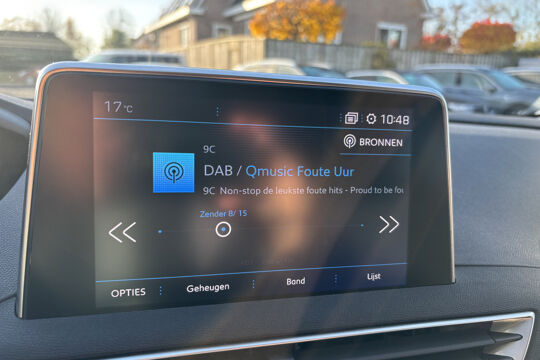 17°C
10:48
BRONNEN
9C
DAB / Qmusic Foute Uur
9C Non-stop de leukste foute hits - Proud to be fou
Zender 8/ 15
OPTIES
Geheugen
Band
Lijst